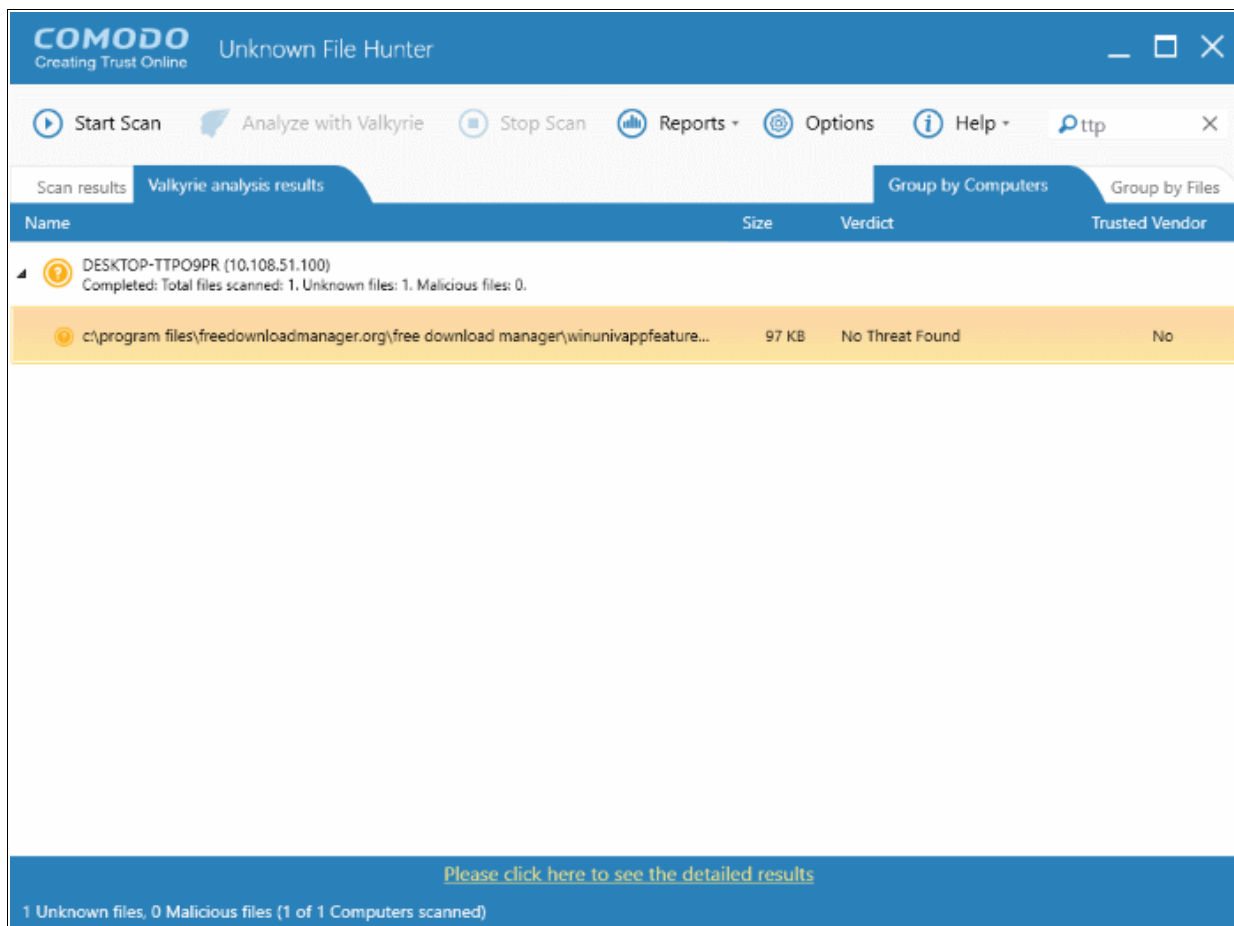 COMODO
Creating Trust Online
Unknown File Hunter
Start Scan
Analyze with Valkyrie
Stop Scan
Reports
Options
Help
ttp
Scan results
Valkyrie analysis results
Group by Computers
Group by Files
Name
Size
Verdict
Trusted Vendor
DESKTOP-TTPO9PR (10.108.51.100)
Completed: Total files scanned: 1. Unknown files: 1. Malicious files: 0.
c:\program files\freedownloadmanager.org\free download manager\winunivappfeature...
97 KB
No Threat Found
No
Please click here to see the detailed results
1 Unknown files, 0 Malicious files (1 of 1 Computers scanned)